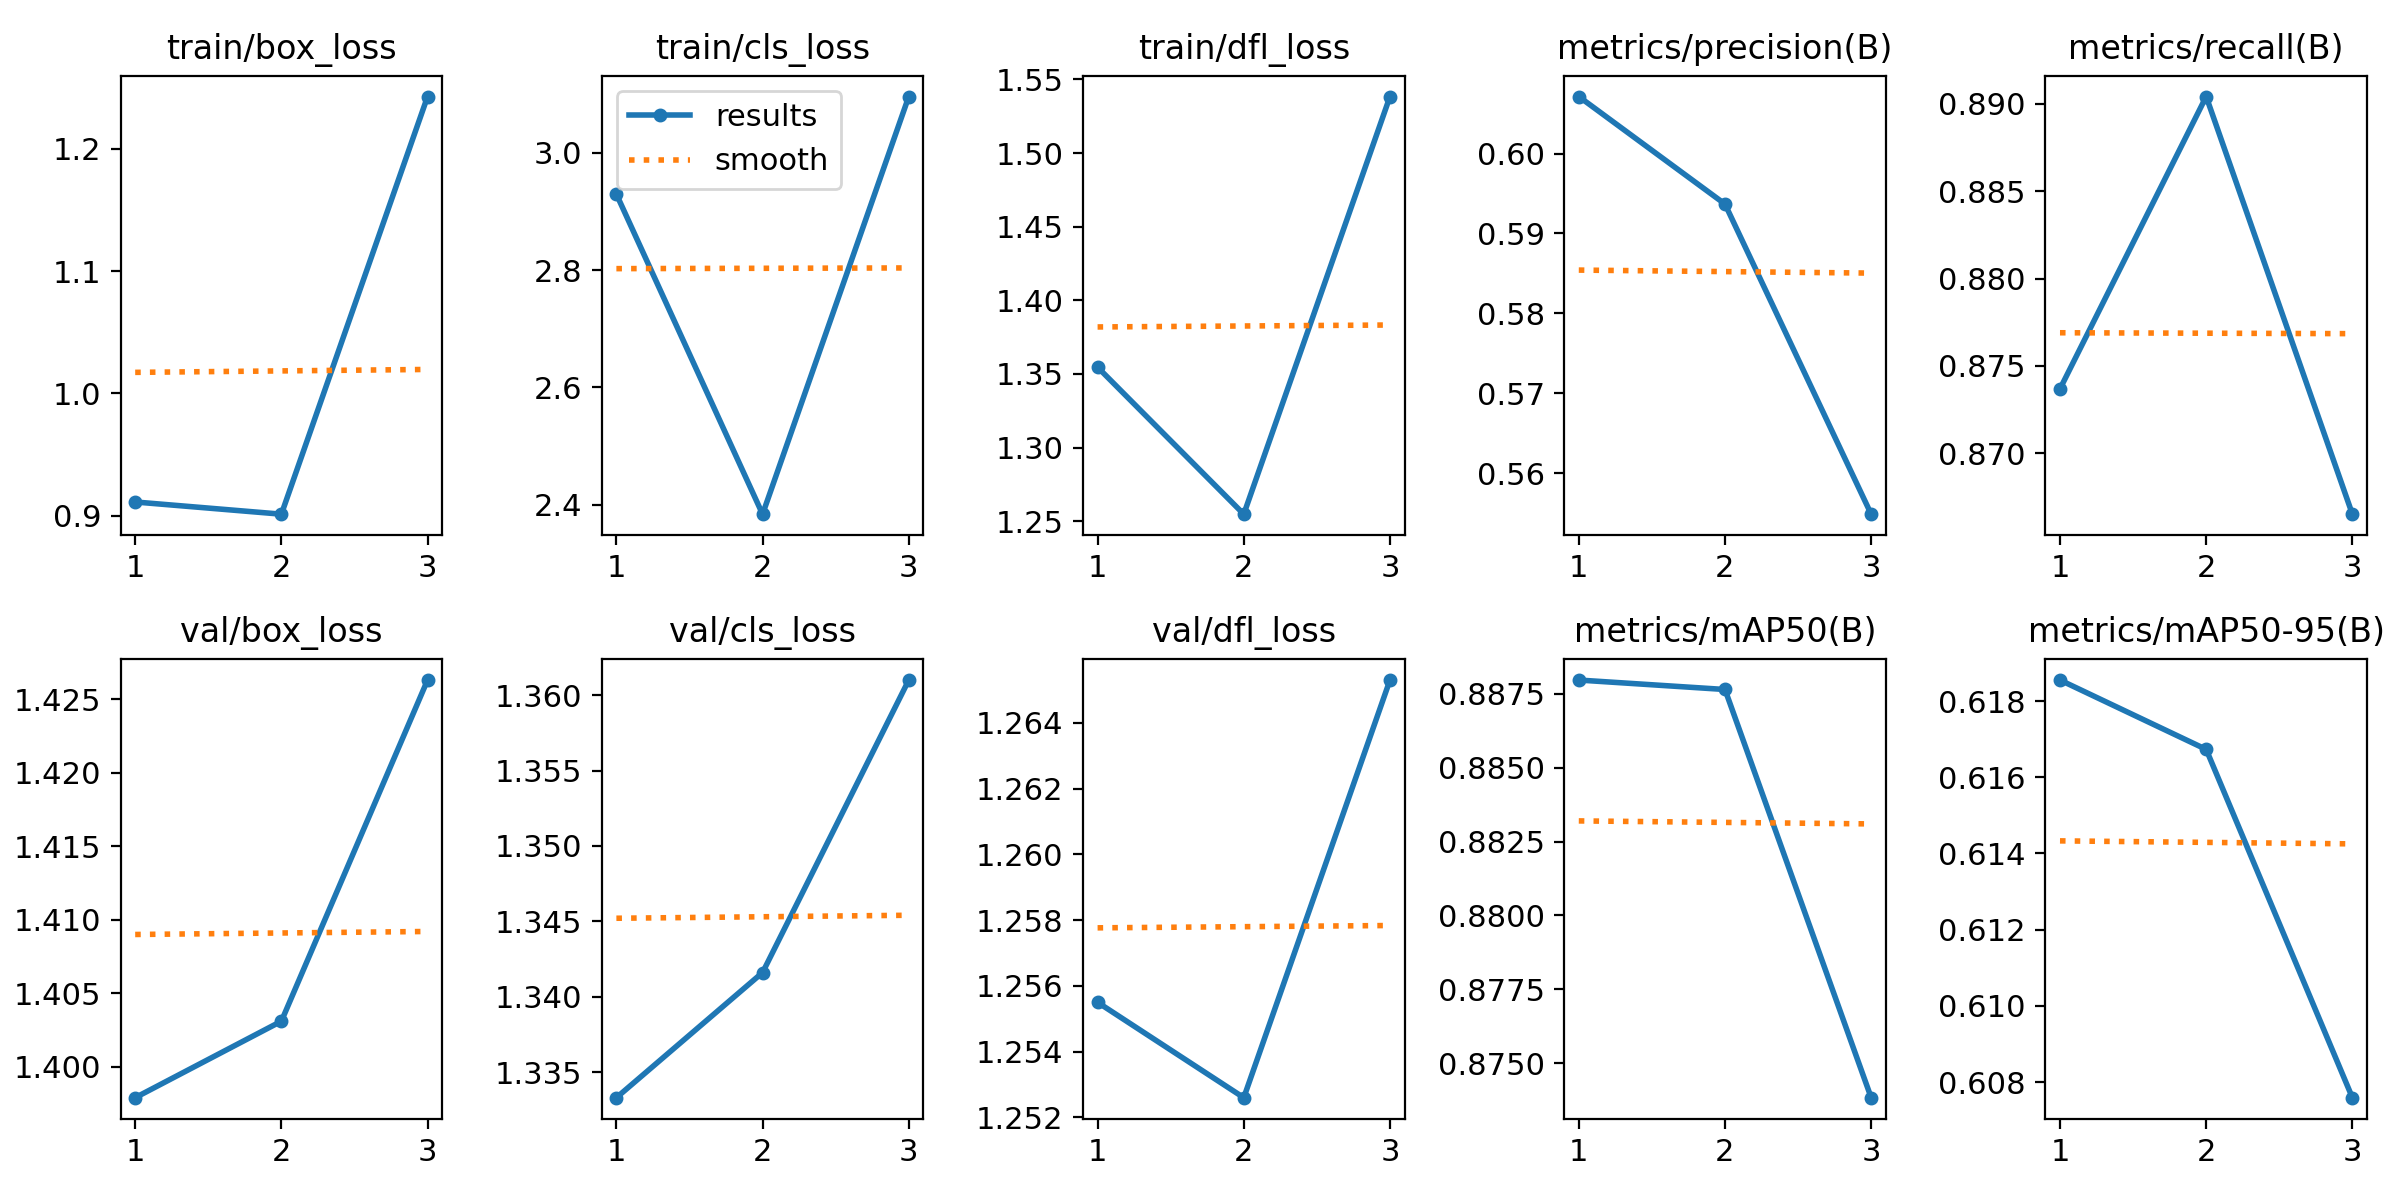 train/box_loss
1.2
1.1
1.0
0.9
1 2 3
train/cls_loss
results
smooth
3.0
2.8
2.6
2.4
1 2 3
train/dfl_loss
1.55
1.50
1.45
1.40
1.35
1.30
1.25
1 2 3
metrics/precision(B)
0.60
0.59
0.58
0.57
0.56
1 2 3
metrics/recall(B)
0.890
0.885
0.880
0.875
0.870
1 2 3
val/box_loss
1.425
1.420
1.415
1.410
1.405
1.400
1 2 3
val/cls_loss
1.360
1.355
1.350
1.345
1.340
1.335
1 2 3
val/dfl_loss
1.264
1.262
1.260
1.258
1.256
1.254
1.252
1 2 3
metrics/mAP50(B)
0.8875
0.8850
0.8825
0.8800
0.8775
0.8750
1 2 3
metrics/mAP50-95(B)
0.618
0.616
0.614
0.612
0.610
0.608
1 2 3